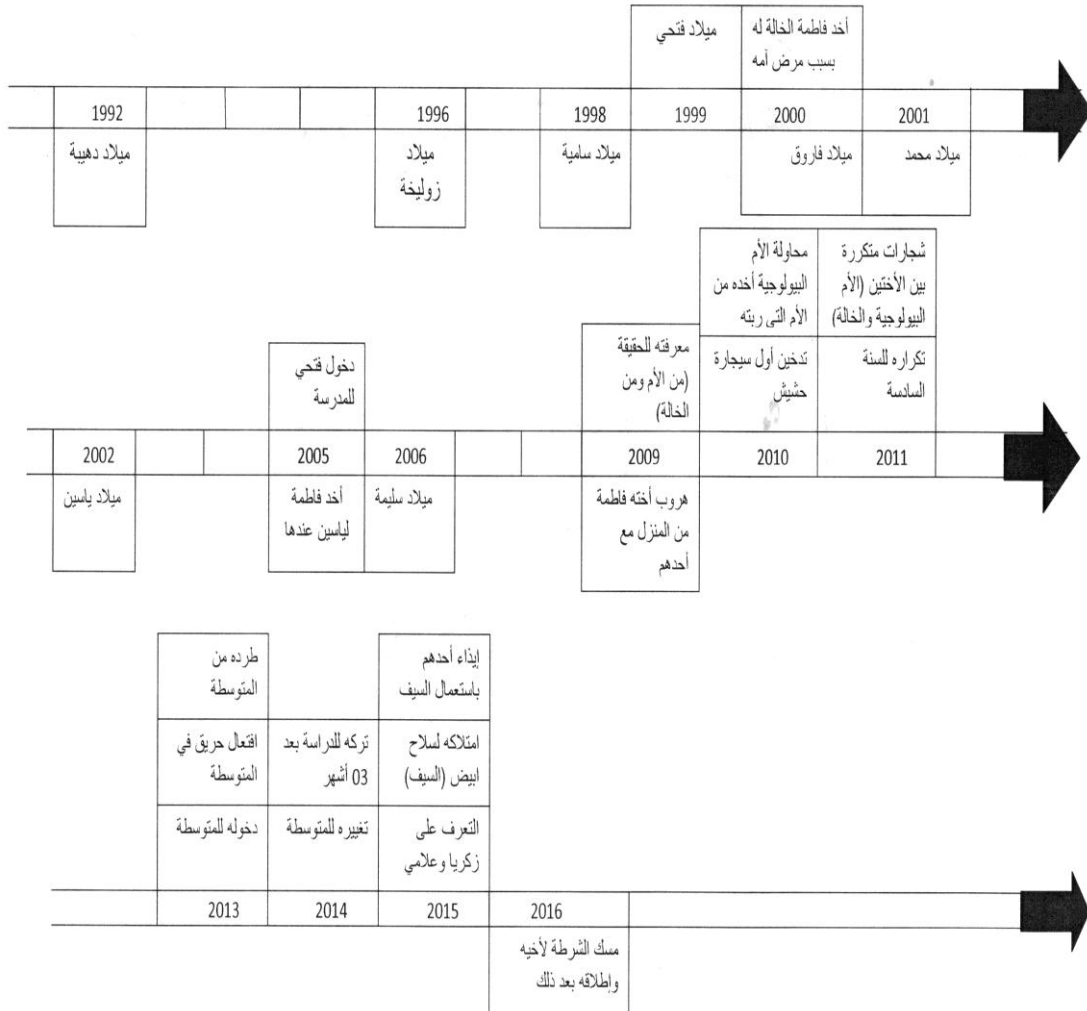 ميلاد فتحي
أخد فاطمة الخالة له
بسبب مرض أمه
1992
1996
1998
1999
2000
2001
ميلاد دهيبة
ميلاد
زوليخة
ميلاد سامية
ميلاد فاروق
ميلاد محمد
محاولة الأم
البيولوجية أخده من
الأم التى ربته
شجارات متكررة
بين الأختين (الأم
البيولوجية والخالة)
دخول فتحي
للمدرسة
معرفته للحقيقة
(من الأم ومن
الخالة)
تدخين أول سيجارة
حشيش
تكراره للسنة
السادسة
2002
2005
2006
2009
2010
2011
ميلاد ياسين
أخد فاطمة
لياسين عندها
ميلاد سليمة
هروب أخته فاطمة
من المنزل مع
أحدهم
طرده من
المتوسطة
إيذاء أحدهم
باستعمال السيف
افتعال حريق في
المتوسطة
تركه للدراسة بعد
03 أشهر
امتلاكه لسلاح
ابيض (السيف)
دخوله للمتوسطة
تغييره للمتوسطة
التعرف على
زكريا وعلامي
2013
2014
2015
2016
مسك الشرطة لأخيه
وإطلاقه بعد ذلك